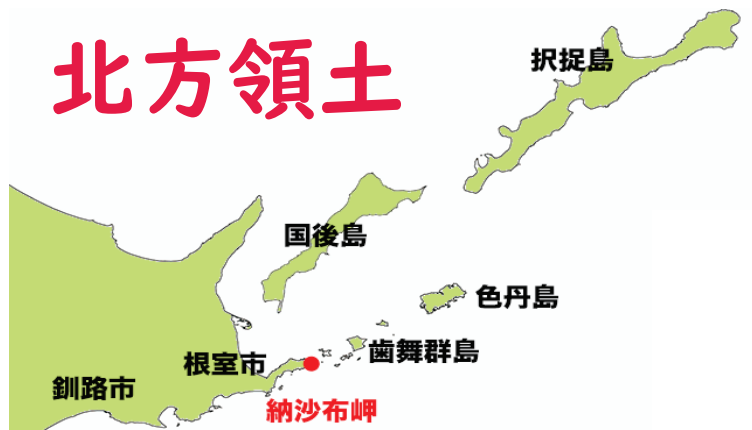 北方領土
択捉島
国後島
色丹島
歯舞群島
根室市
釧路市
納沙布岬